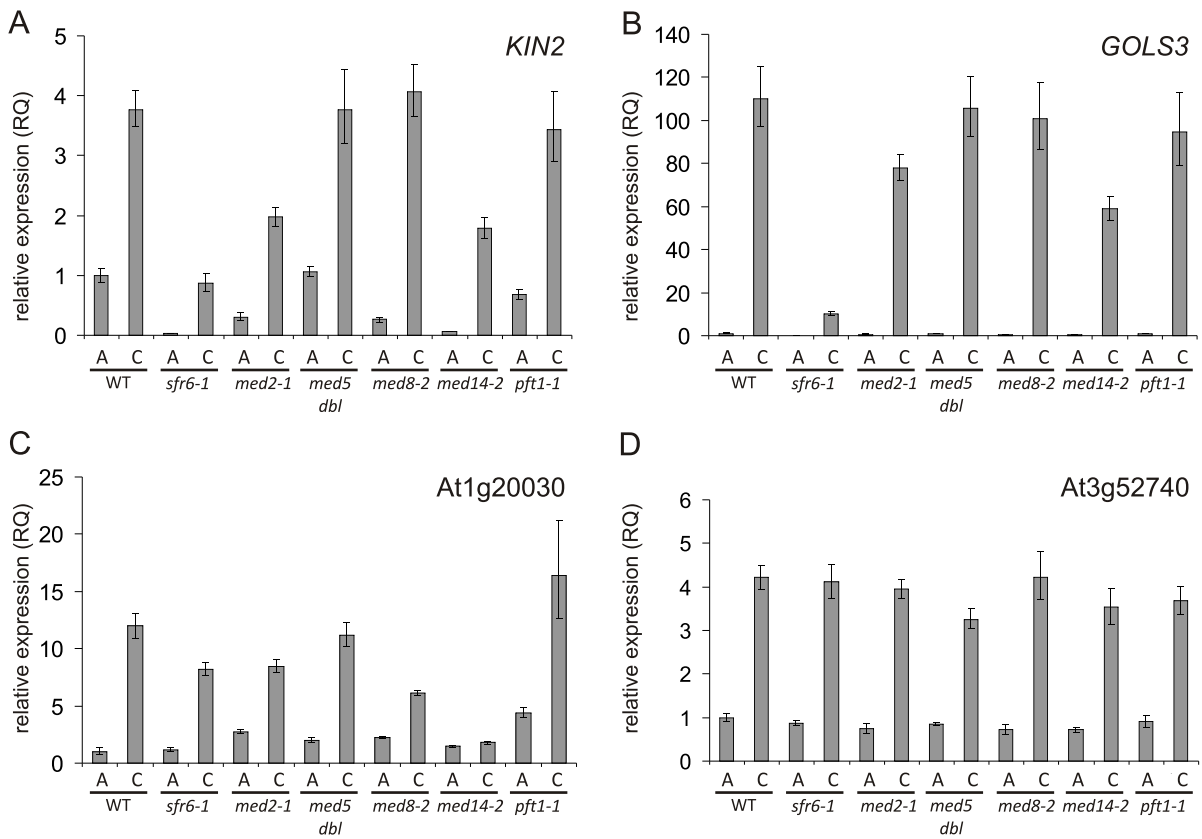 A
KIN2
relative expression (RQ)
5
4
3
2
1
0
A C A C A C A C A C A C A C
WT sfr6-1 med2-1 med5 med8-2 med14-2 pft1-1
dbl
B
GOLS3
relative expression (RQ)
140
120
100
80
60
40
20
0
A C A C A C A C A C A C A C
WT sfr6-1 med2-1 med5 med8-2 med14-2 pft1-1
dbl
C
At1g20030
relative expression (RQ)
25
20
15
10
5
0
A C A C A C A C A C A C A C
WT sfr6-1 med2-1 med5 med8-2 med14-2 pft1-1
dbl
D
At3g52740
relative expression (RQ)
6
5
4
3
2
1
0
A C A C A C A C A C A C A C
WT sfr6-1 med2-1 med5 med8-2 med14-2 pft1-1
dbl